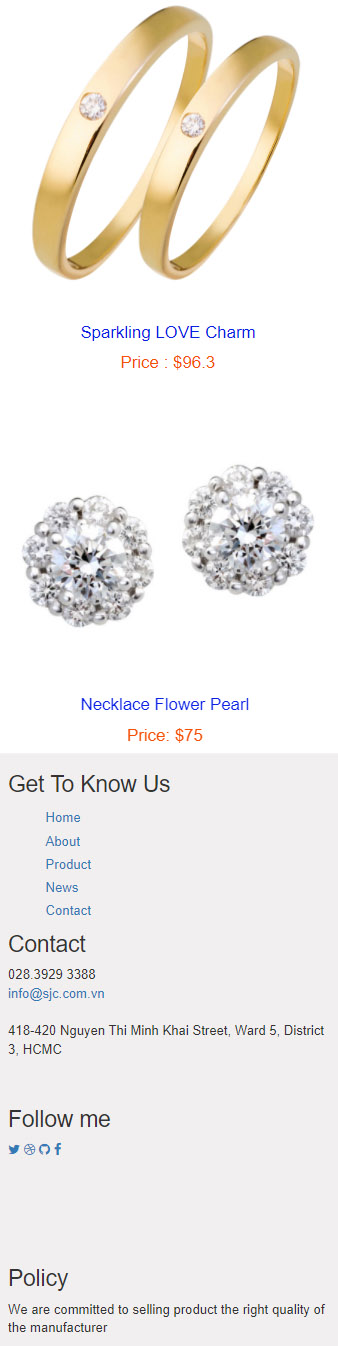 Sparkling LOVE Charm
Price : $96.3
Necklace Flower Pearl
Price: $75
Get To Know Us
Home
About
Product
News
Contact
Contact
028.3929 3388
info@sjc.com.vn
418-420 Nguyen Thi Minh Khai Street, Ward 5, District
3, HCMC
Follow me
Policy
We are committed to selling product the right quality of
the manufacturer